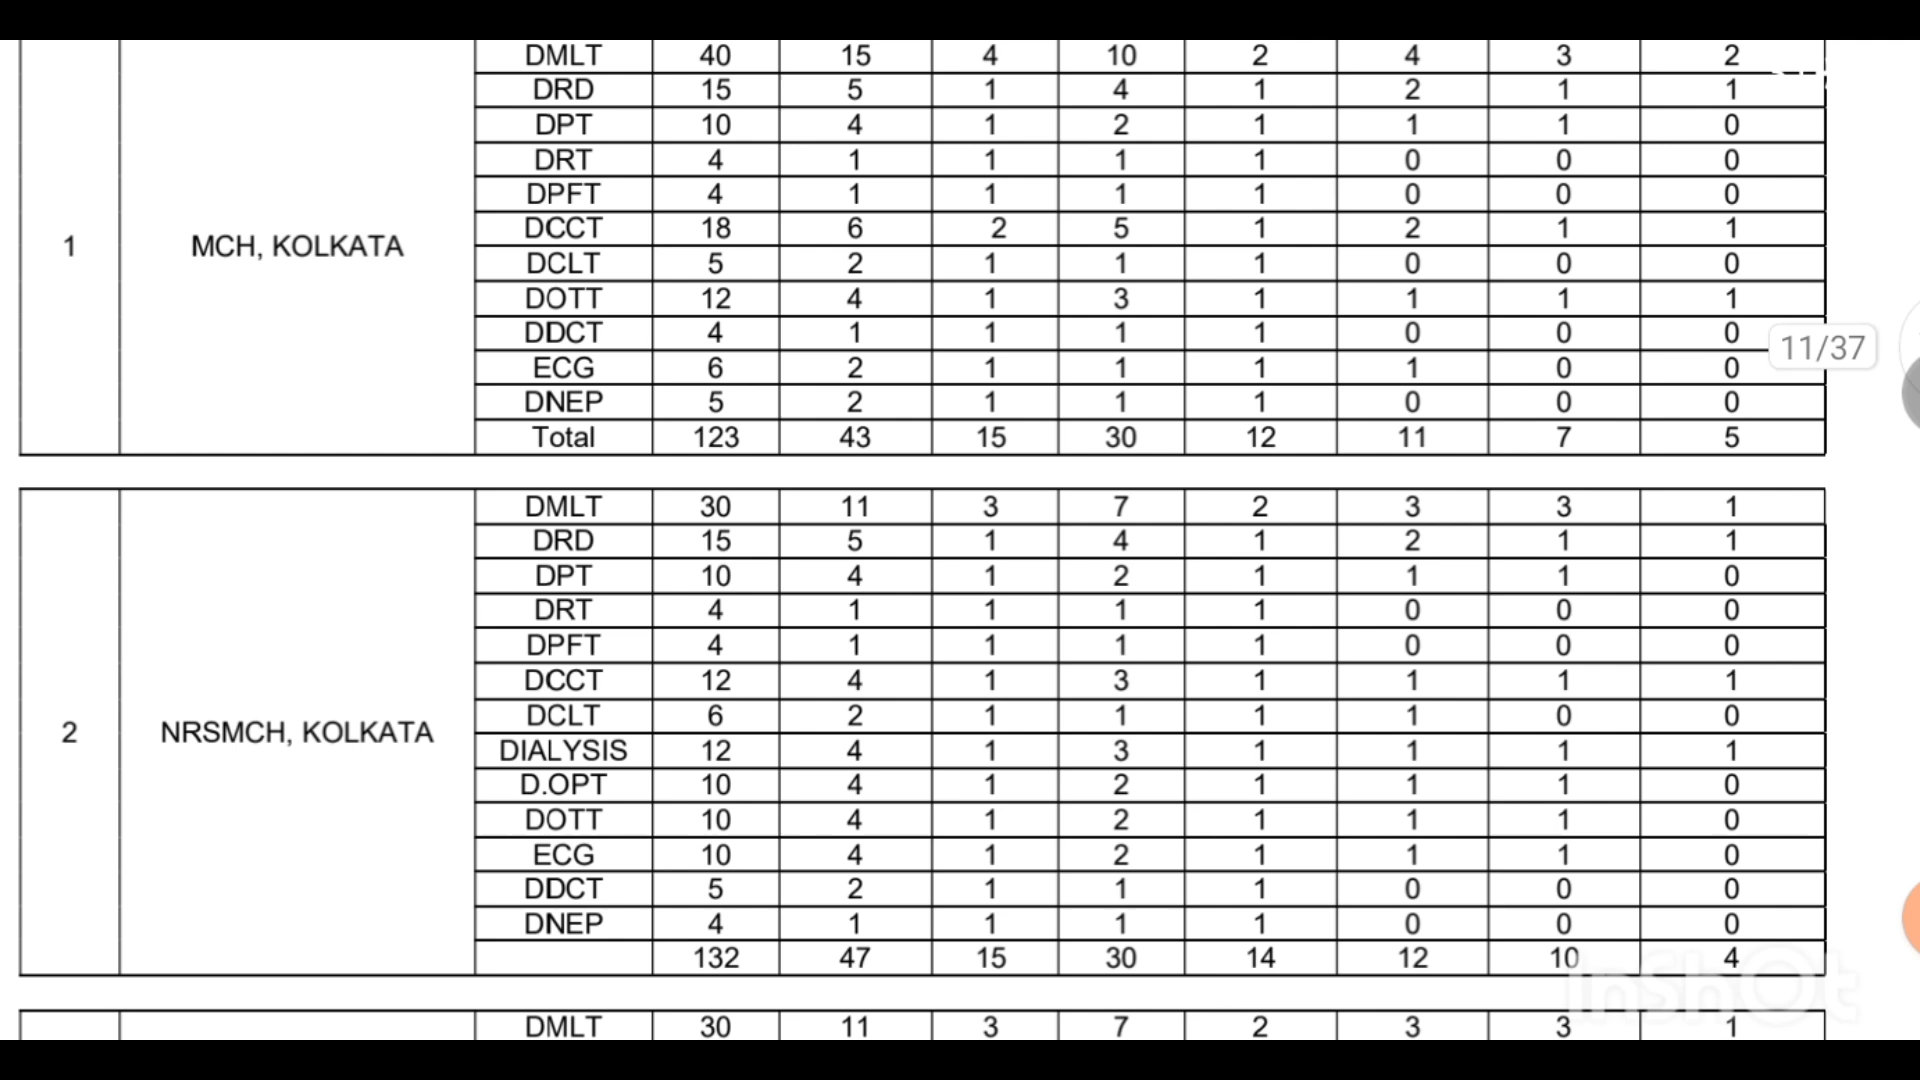 DMLT 40 15 4 10 2 4 3 2
DRD 15 5 1 4 1 2 1 1
DPT 10 4 1 2 1 1 1 0
DRT 4 1 1 1 1 0 0 0
DPFT 4 1 1 1 1 0 0 0
DCCT 18 6 2 5 1 2 1 1
1 MCH, KOLKATA
DCLT 5 2 1 1 1 0 0 0
DOTT 12 4 1 3 1 1 1 1
DDCT 4 1 1 1 1 0 0 0
11/37
ECG 6 2 1 1 1 1 0 0
DNEP 5 2 1 1 1 0 0 0
Total 123 43 15 30 12 11 7 5
DMLT 30 11 3 7 2 3 3 1
DRD 15 5 1 4 1 2 1 1
DPT 10 4 1 2 1 1 1 0
DRT 4 1 1 1 1 0 0 0
DPFT 4 1 1 1 1 0 0 0
DCCT 12 4 1 3 1 1 1 1
DCLT 6 2 1 1 1 1 0 0
2 NRSMCH, KOLKATA
DIALYSIS 12 4 1 3 1 1 1 1
D.OPT 10 4 1 2 1 1 1 0
DOTT 10 4 1 2 1 1 1 0
ECG 10 4 1 2 1 1 1 0
DDCT 5 2 1 1 1 0 0 0
DNEP 4 1 1 1 1 0 0 0
132 47 15 30 14 12 10 4
InShOt
DMLT 30 11 3 7 2 3 3 1